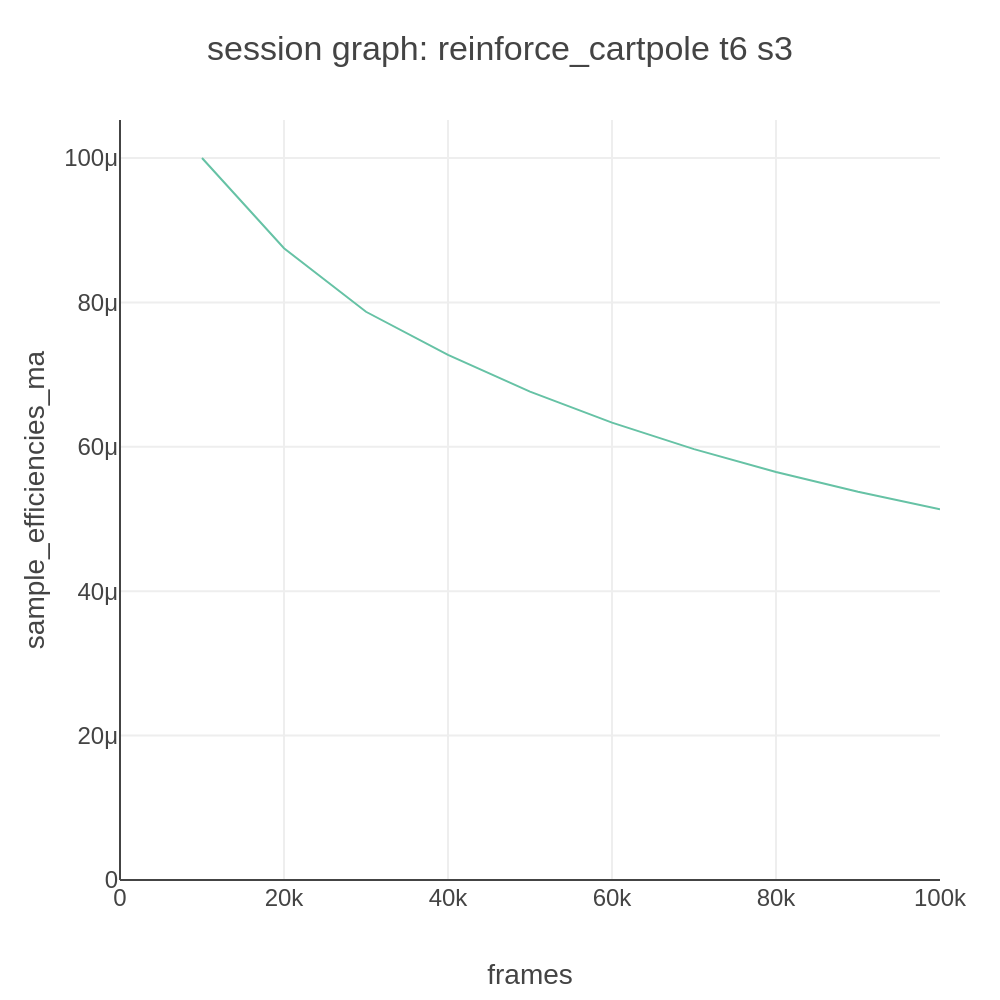 session graph: reinforce_cartpole t6 s3
sample_efficiencies_ma
100μ
80μ
60μ
40μ
20μ
0
0
20k
40k
60k
80k
100k
frames